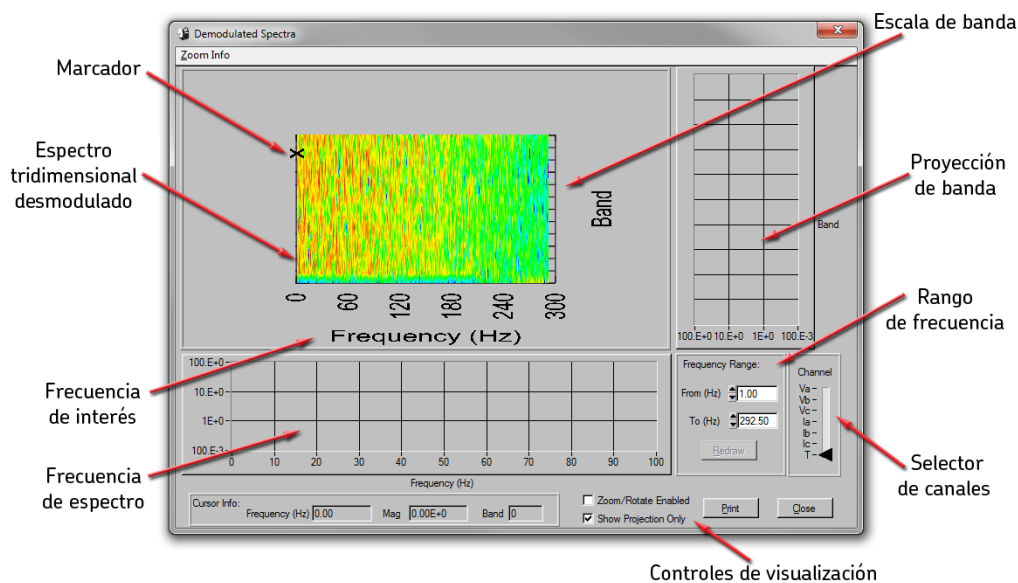 Escala de banda
Demodulated Spectra
Zoom Info
Marcador
Espectro
tridimensional
desmodulado
Band
0
60
120
180
240
300
Frequency (Hz)
Proyección
de banda
Band
100.E+0 10.E+0 1E+0 100.E-3
Rango
de frecuencia
Frecuencia
de interés
100.E+0
10.E+0
1E+0
100.E-3
0 10 20 30 40 50 60 70 80 90 100
Frequency (Hz)
Frequency Range:
From (Hz) 1.00
To (Hz) 292.50
Redraw
Channel
Va
Vb
Vc
Ia
Ib
Ic
T
Frecuencia
de espectro
Selector
de canales
Cursor Info:
Frequency (Hz) 0.00 Mag 0.00E+0 Band 0
Zoom/Rotate Enabled
Show Projection Only
Print
Close
Controles de visualización